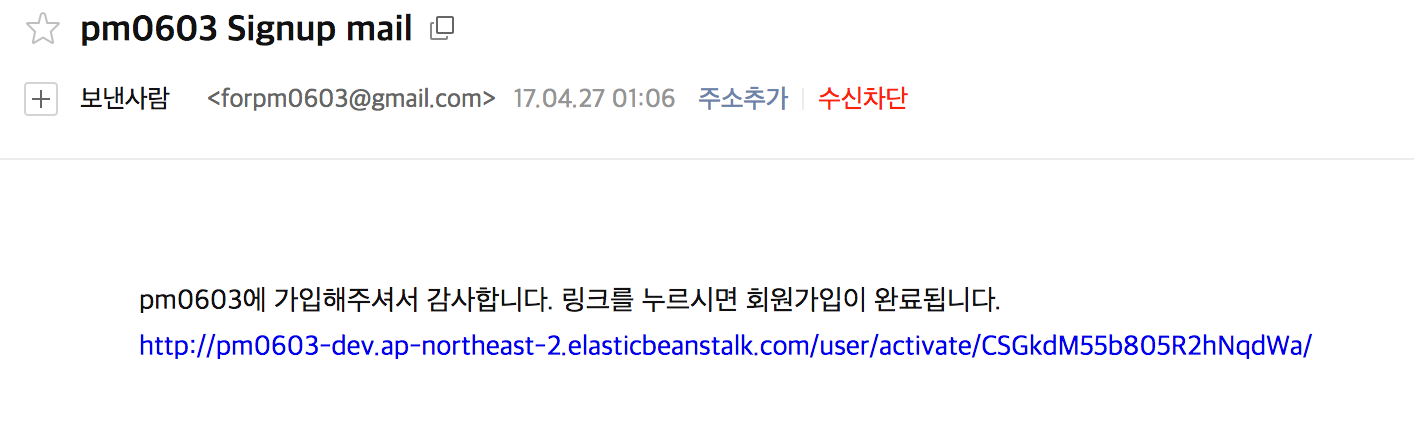 pm0603 Signup mail
보낸사람 <forpm0603@gmail.com> 17.04.27 01:06 주소추가 수신차단
pm0603에 가입해주셔서 감사합니다. 링크를 누르시면 회원가입이 완료됩니다.
http://pm0603-dev.ap-northeast-2.elasticbeanstalk.com/user/activate/CSGkdM55b805R2hNqdWa/